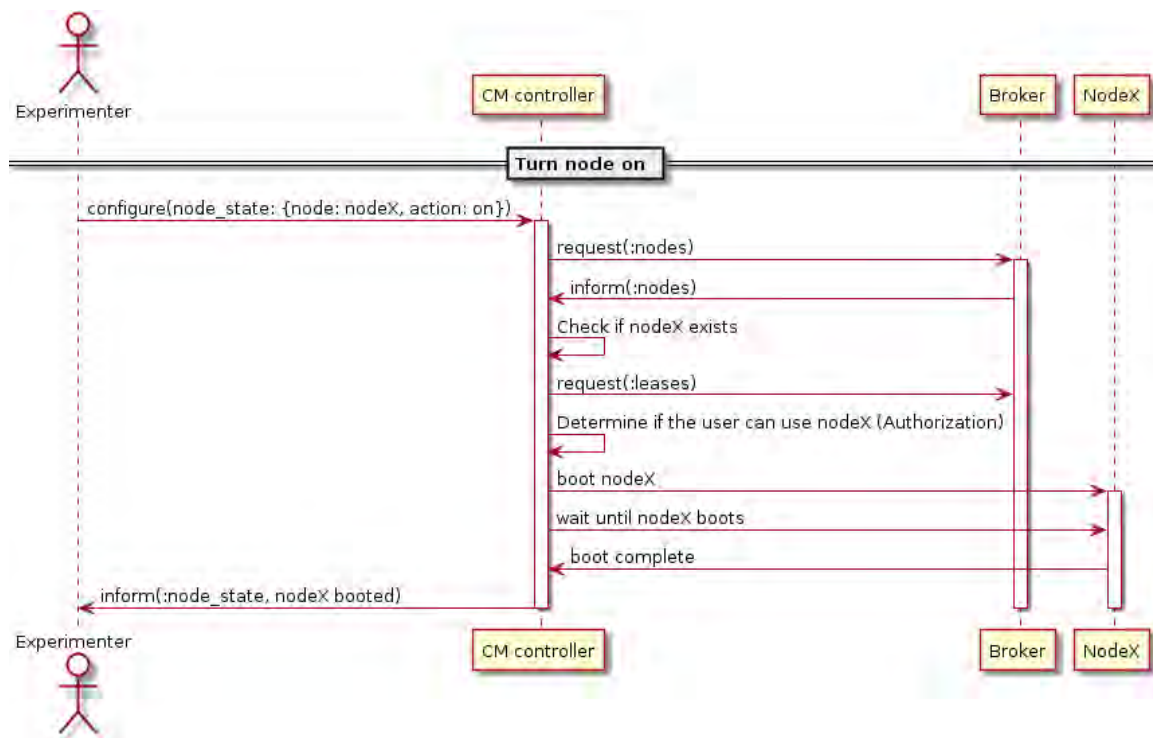 Experimenter
CM controller
Broker
NodeX
Turn node on
configure(node_state: {node: nodeX, action: on})
request(:nodes)
inform(:nodes)
Check if nodeX exists
request(:leases)
Determine if the user can use nodeX (Authorization)
boot nodeX
wait until nodeX boots
boot complete
inform(:node_state, nodeX booted)
Experimenter
CM controller
Broker
NodeX